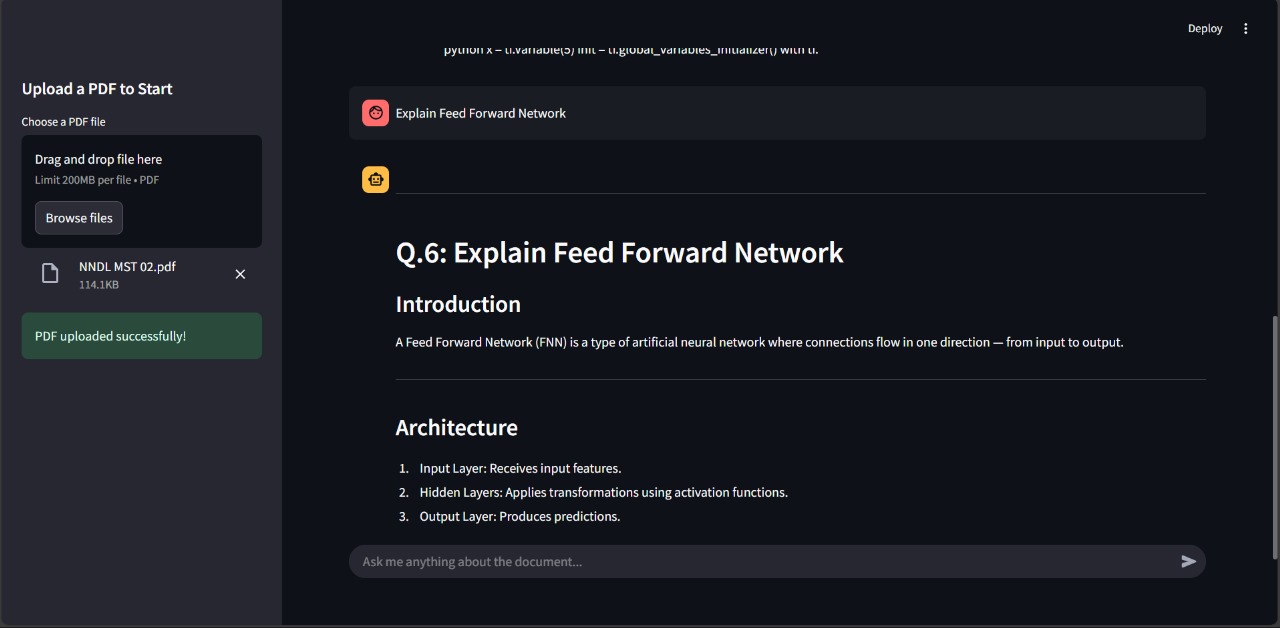 Deploy
Upload a PDF to Start
Choose a PDF file
Drag and drop file here
Limit 200MB per file • PDF
Browse files
NNDL MST 02.pdf
114.1KB
PDF uploaded successfully!
python x = tf.Variable(5) init = tf.global_variables_initializer() with tf.
Explain Feed Forward Network
Q.6: Explain Feed Forward Network
Introduction
A Feed Forward Network (FNN) is a type of artificial neural network where connections flow in one direction — from input to output.
Architecture
1. Input Layer: Receives input features.
2. Hidden Layers: Applies transformations using activation functions.
3. Output Layer: Produces predictions.
Ask me anything about the document...